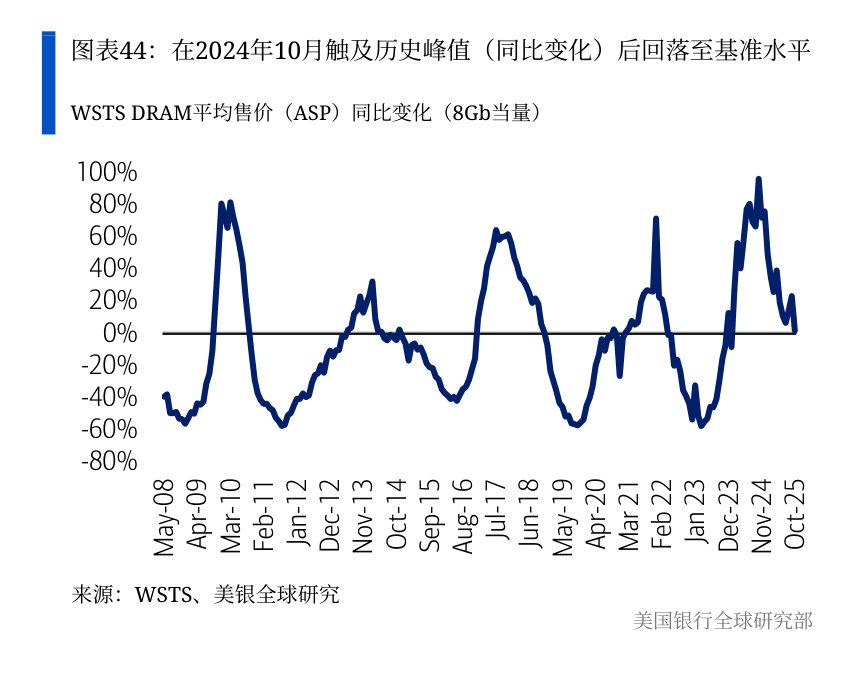 图表44：在2024年10月触及历史峰值（同比变化）后回落至基准水平
WSTS DRAM平均售价（ASP）同比变化（8Gb当量）
100%
80%
60%
40%
20%
0%
-20%
-40%
-60%
-80%
May-08
Apr-09
Mar-10
Feb-11
Jan-12
Dec-12
Nov-13
Oct-14
Sep-15
Aug-16
Jul-17
Jun-18
May-19
Apr-20
Mar 21
Feb 22
Jan 23
Dec-23
Nov-24
Oct-25
来源：WSTS、美银全球研究
美国银行全球研究部